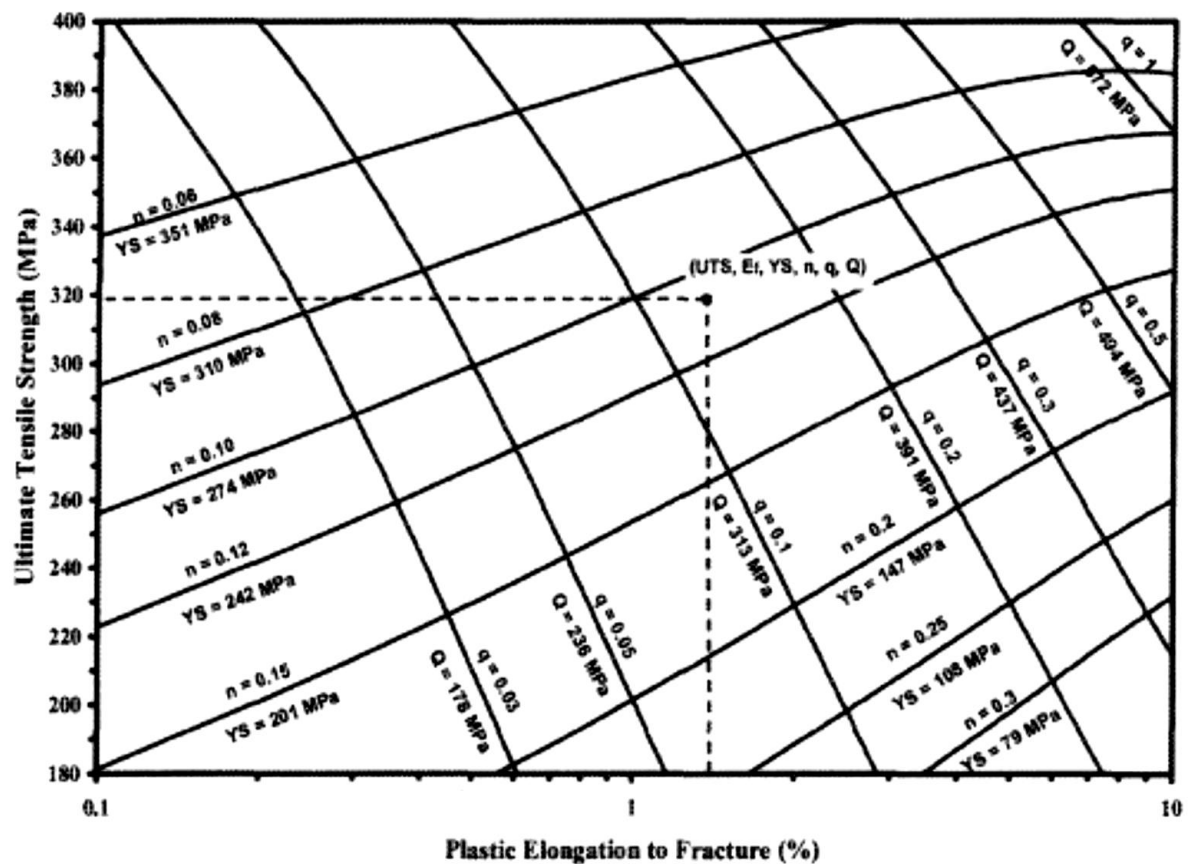 400
380
360
340
320
300
280
260
240
220
200
180
Ultimate Tensile Strength (MPa)
0.1
1
10
Plastic Elongation to Fracture (%)
n = 0.06
YS = 351 MPa
n = 0.08
YS = 310 MPa
n = 0.10
YS = 274 MPa
n = 0.12
YS = 242 MPa
n = 0.15
YS = 201 MPa
n = 0.2
YS = 147 MPa
n = 0.25
YS = 108 MPa
n = 0.3
YS = 79 MPa
(UTS, Ef, YS, n, q, Q)
q = 0.03
Q = 178 MPa
q = 0.05
Q = 236 MPa
q = 0.1
Q = 313 MPa
q = 0.2
Q = 391 MPa
q = 0.3
Q = 437 MPa
q = 0.5
Q = 494 MPa
q = 1
Q = 572 MPa